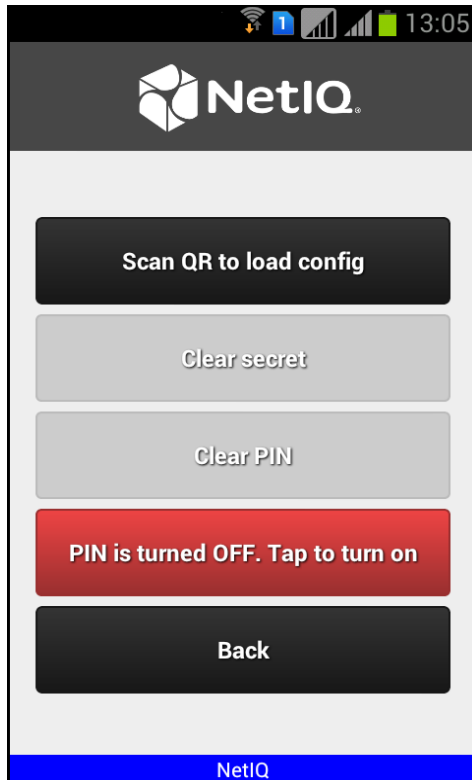 1 13:05
NetIQ.
Scan QR to load config
Clear secret
Clear PIN
PIN is turned OFF. Tap to turn on
Back
NetIQ